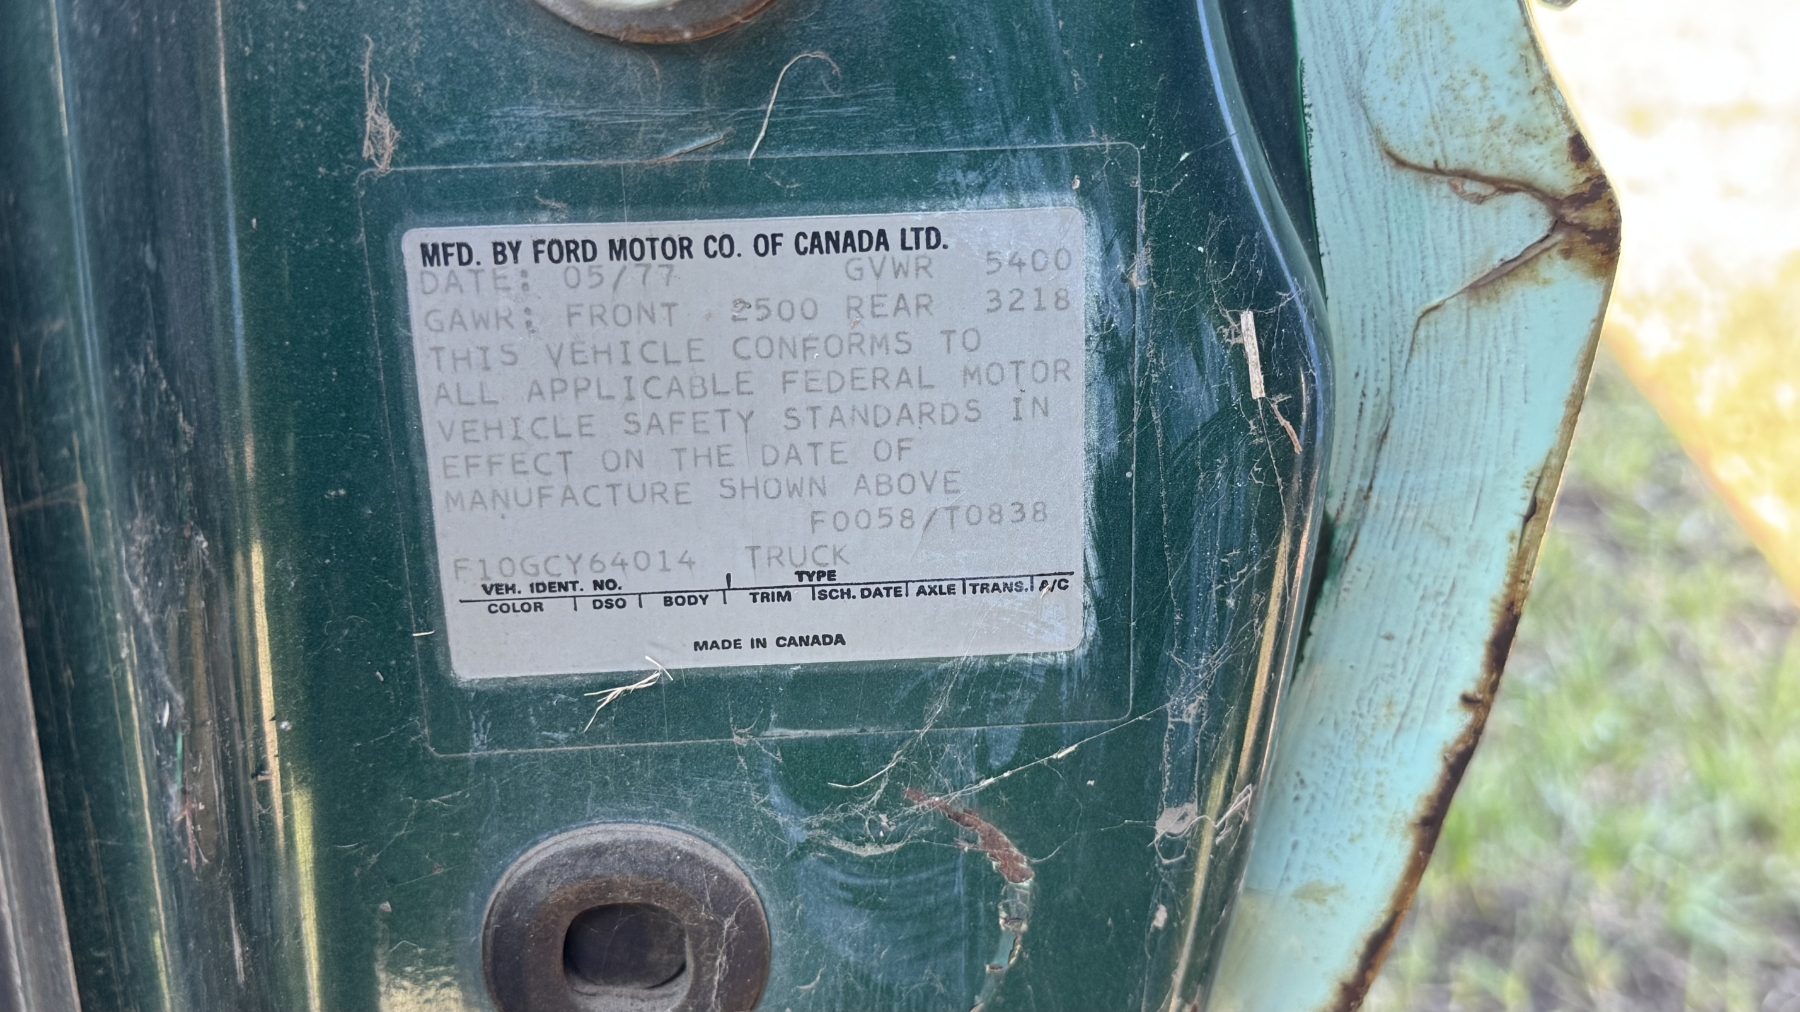 MFD. BY FORD MOTOR CO. OF CANADA LTD.
DATE: 05/77 GVWR 5400
GAWR: FRONT 2500 REAR 3218
THIS VEHICLE CONFORMS TO
ALL APPLICABLE FEDERAL MOTOR
VEHICLE SAFETY STANDARDS IN
EFFECT ON THE DATE OF
MANUFACTURE SHOWN ABOVE
F0058/T0838
F10GCY64014 TRUCK
VEH. IDENT. NO. TYPE
COLOR DSO BODY TRIM SCH. DATE AXLE TRANS. A/C
MADE IN CANADA